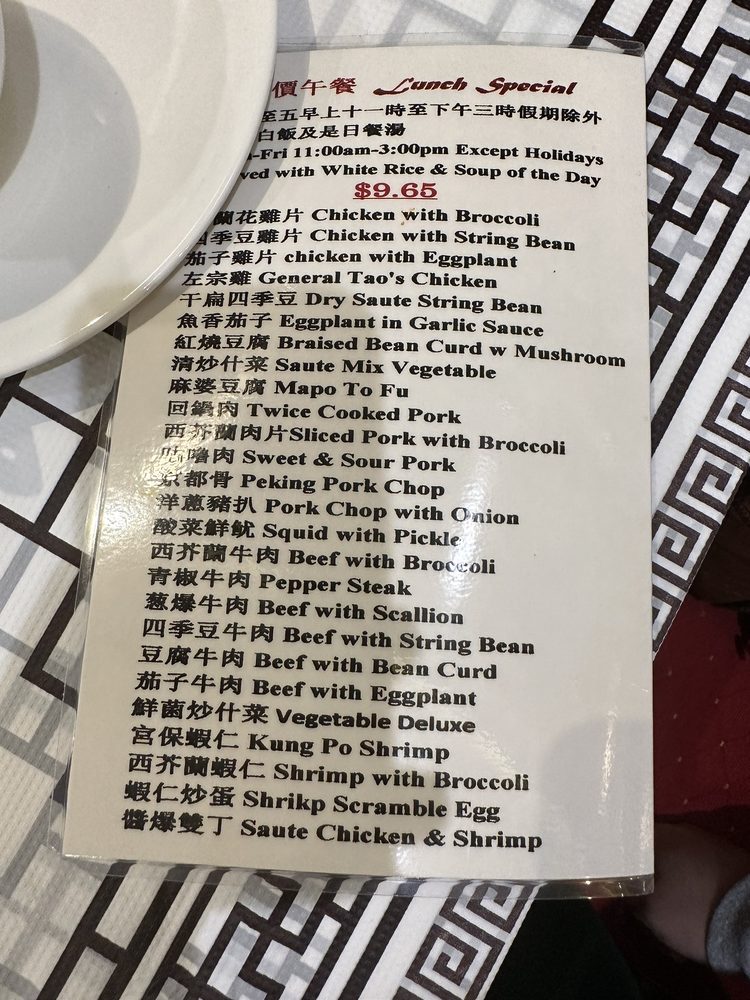 價午餐 Lunch Special
至五早上十一時至下午三時假期除外
白飯及是日餐湯
-Fri 11:00am-3:00pm Except Holidays
ved with White Rice & Soup of the Day
$9.65
蘭花雞片 Chicken with Broccoli
四季豆雞片 Chicken with String Bean
茄子雞片 chicken with Eggplant
左宗雞 General Tao's Chicken
干扁四季豆 Dry Saute String Bean
魚香茄子 Eggplant in Garlic Sauce
紅燒豆腐 Braised Bean Curd w Mushroom
清炒什菜 Saute Mix Vegetable
麻婆豆腐 Mapo To Fu
回鍋肉 Twice Cooked Pork
西芥蘭肉片 Sliced Pork with Broccoli
咕嚕肉 Sweet & Sour Pork
京都骨 Peking Pork Chop
洋蔥豬扒 Pork Chop with Onion
酸菜鮮魷 Squid with Pickle
西芥蘭牛肉 Beef with Broccoli
青椒牛肉 Pepper Steak
葱爆牛肉 Beef with Scallion
四季豆牛肉 Beef with String Bean
豆腐牛肉 Beef with Bean Curd
茄子牛肉 Beef with Eggplant
鮮菌炒什菜 Vegetable Deluxe
宮保蝦仁 Kung Po Shrimp
西芥蘭蝦仁 Shrimp with Broccoli
蝦仁炒蛋 Shrikp Scramble Egg
醬爆雙丁 Saute Chicken & Shrimp